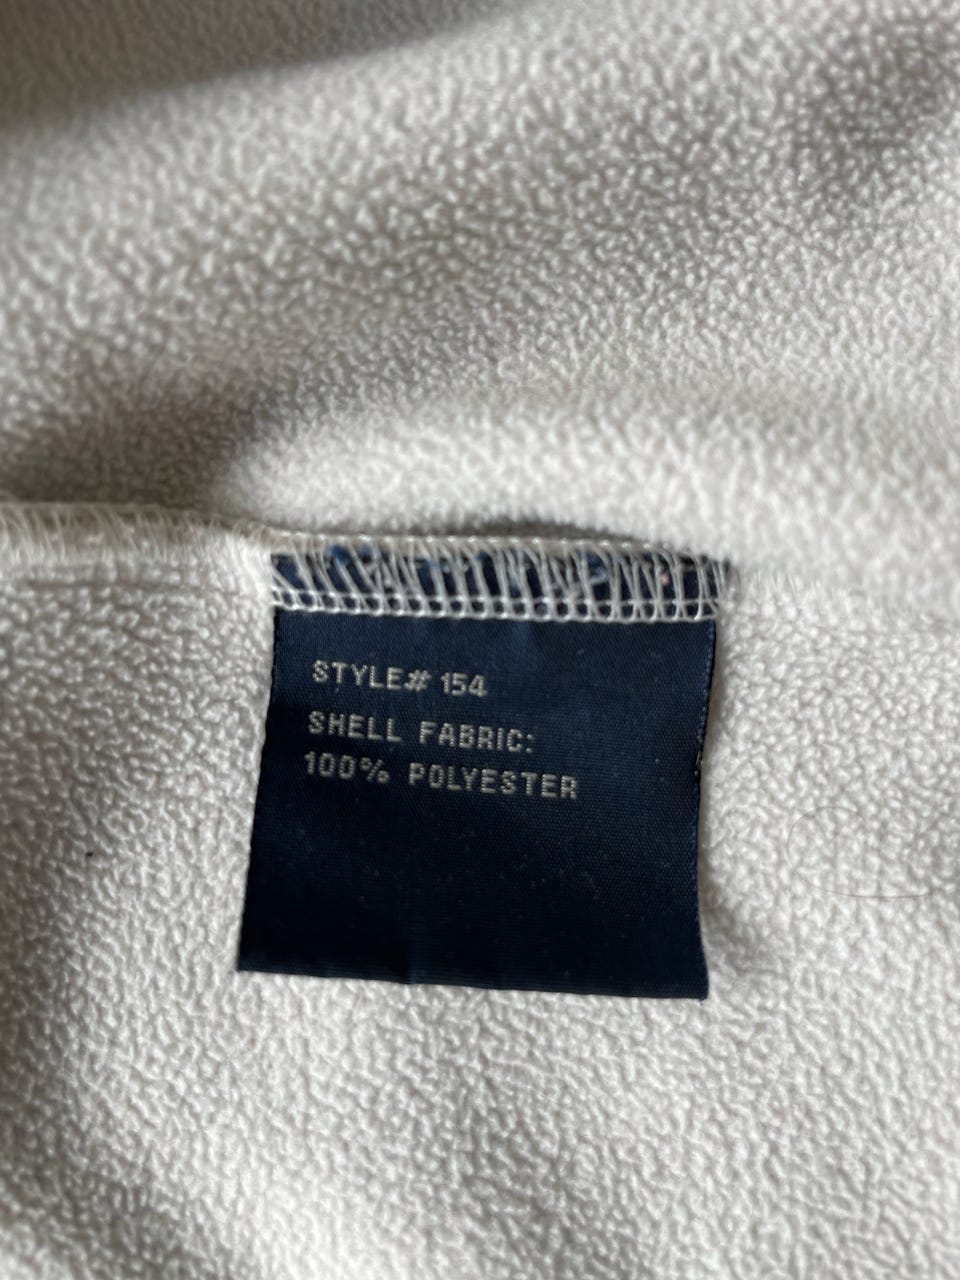 STYLE# 154
SHELL FABRIC:
100% POLYESTER